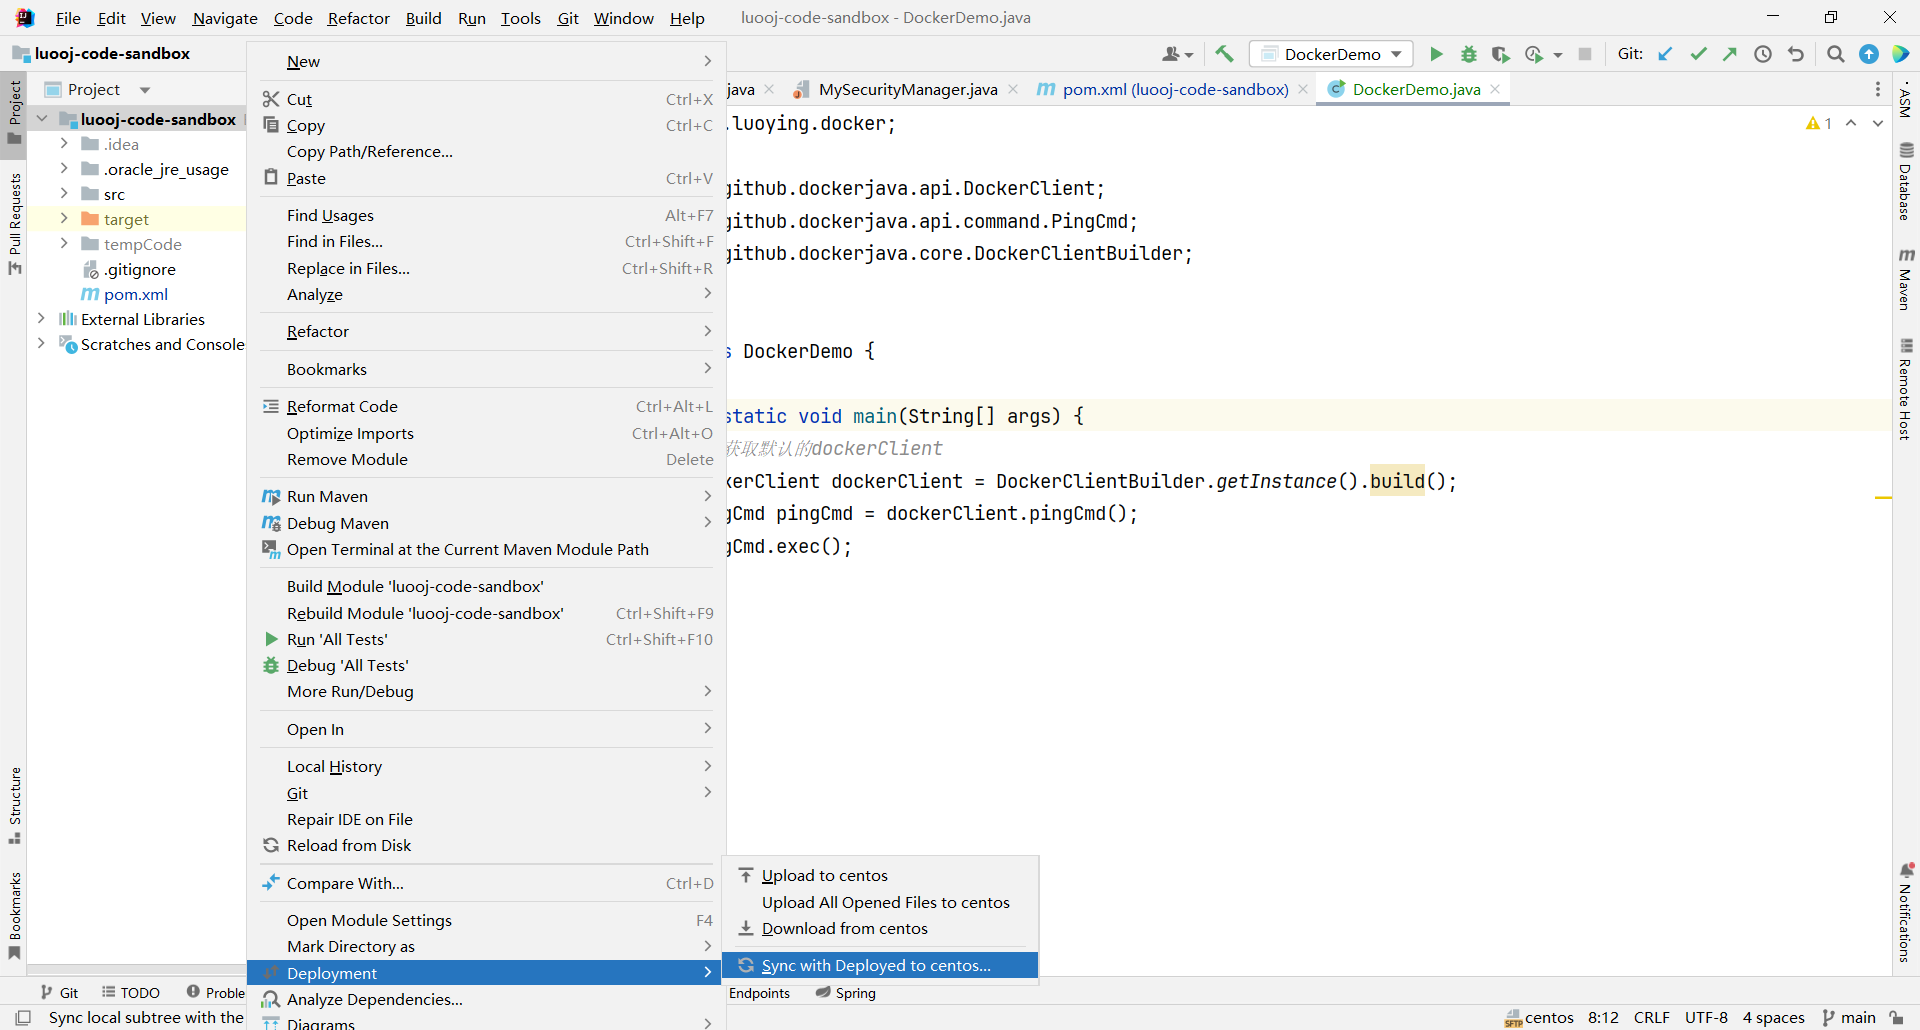 File Edit View Navigate Code Refactor Build Run Tools Git Window Help luooj-code-sandbox - DockerDemo.java
luooj-code-sandbox
DockerDemo
Git:
Project
luooj-code-sandbox
.idea
.oracle_jre_usage
src
target
tempCode
.gitignore
pom.xml
External Libraries
Scratches and Console
Project
Pull Requests
Structure
Bookmarks
New
Cut Ctrl+X
Copy Ctrl+C
Copy Path/Reference...
Paste Ctrl+V
Find Usages Alt+F7
Find in Files... Ctrl+Shift+F
Replace in Files... Ctrl+Shift+R
Analyze
Refactor
Bookmarks
Reformat Code Ctrl+Alt+L
Optimize Imports Ctrl+Alt+O
Remove Module Delete
Run Maven
Debug Maven
Open Terminal at the Current Maven Module Path
Build Module 'luooj-code-sandbox'
Rebuild Module 'luooj-code-sandbox' Ctrl+Shift+F9
Run 'All Tests' Ctrl+Shift+F10
Debug 'All Tests'
More Run/Debug
Open In
Local History
Git
Repair IDE on File
Reload from Disk
Compare With... Ctrl+D
Open Module Settings F4
Mark Directory as
Deployment
Analyze Dependencies...
Diagrams
Upload to centos
Upload All Opened Files to centos
Download from centos
Sync with Deployed to centos...
java MySecurityManager.java pom.xml (luooj-code-sandbox) DockerDemo.java
.luoying.docker;
1
github.dockerjava.api.DockerClient;
github.dockerjava.api.command.PingCmd;
github.dockerjava.core.DockerClientBuilder;
s DockerDemo {
static void main(String[] args) {
获取默认的dockerClient
kerClient dockerClient = DockerClientBuilder.getInstance().build();
gCmd pingCmd = dockerClient.pingCmd();
gCmd.exec();
ASM
Database
m
Maven
Remote Host
Notifications
Git TODO Proble Endpoints Spring
Sync local subtree with the SFTP centos 8:12 CRLF UTF-8 4 spaces main